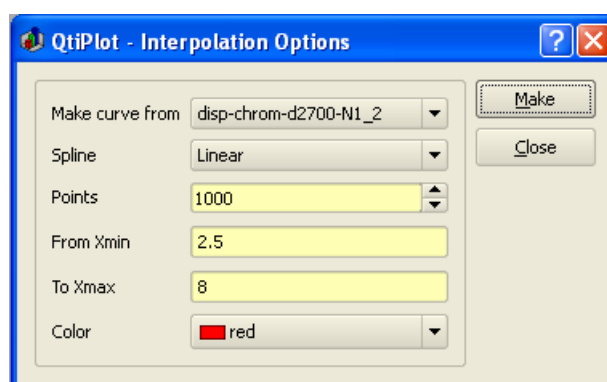 QtiPlot - Interpolation Options
Make curve from disp-chrom-d2700-N1_2 Make
Spline Linear Close
Points 1000
From Xmin 2.5
To Xmax 8
Color red